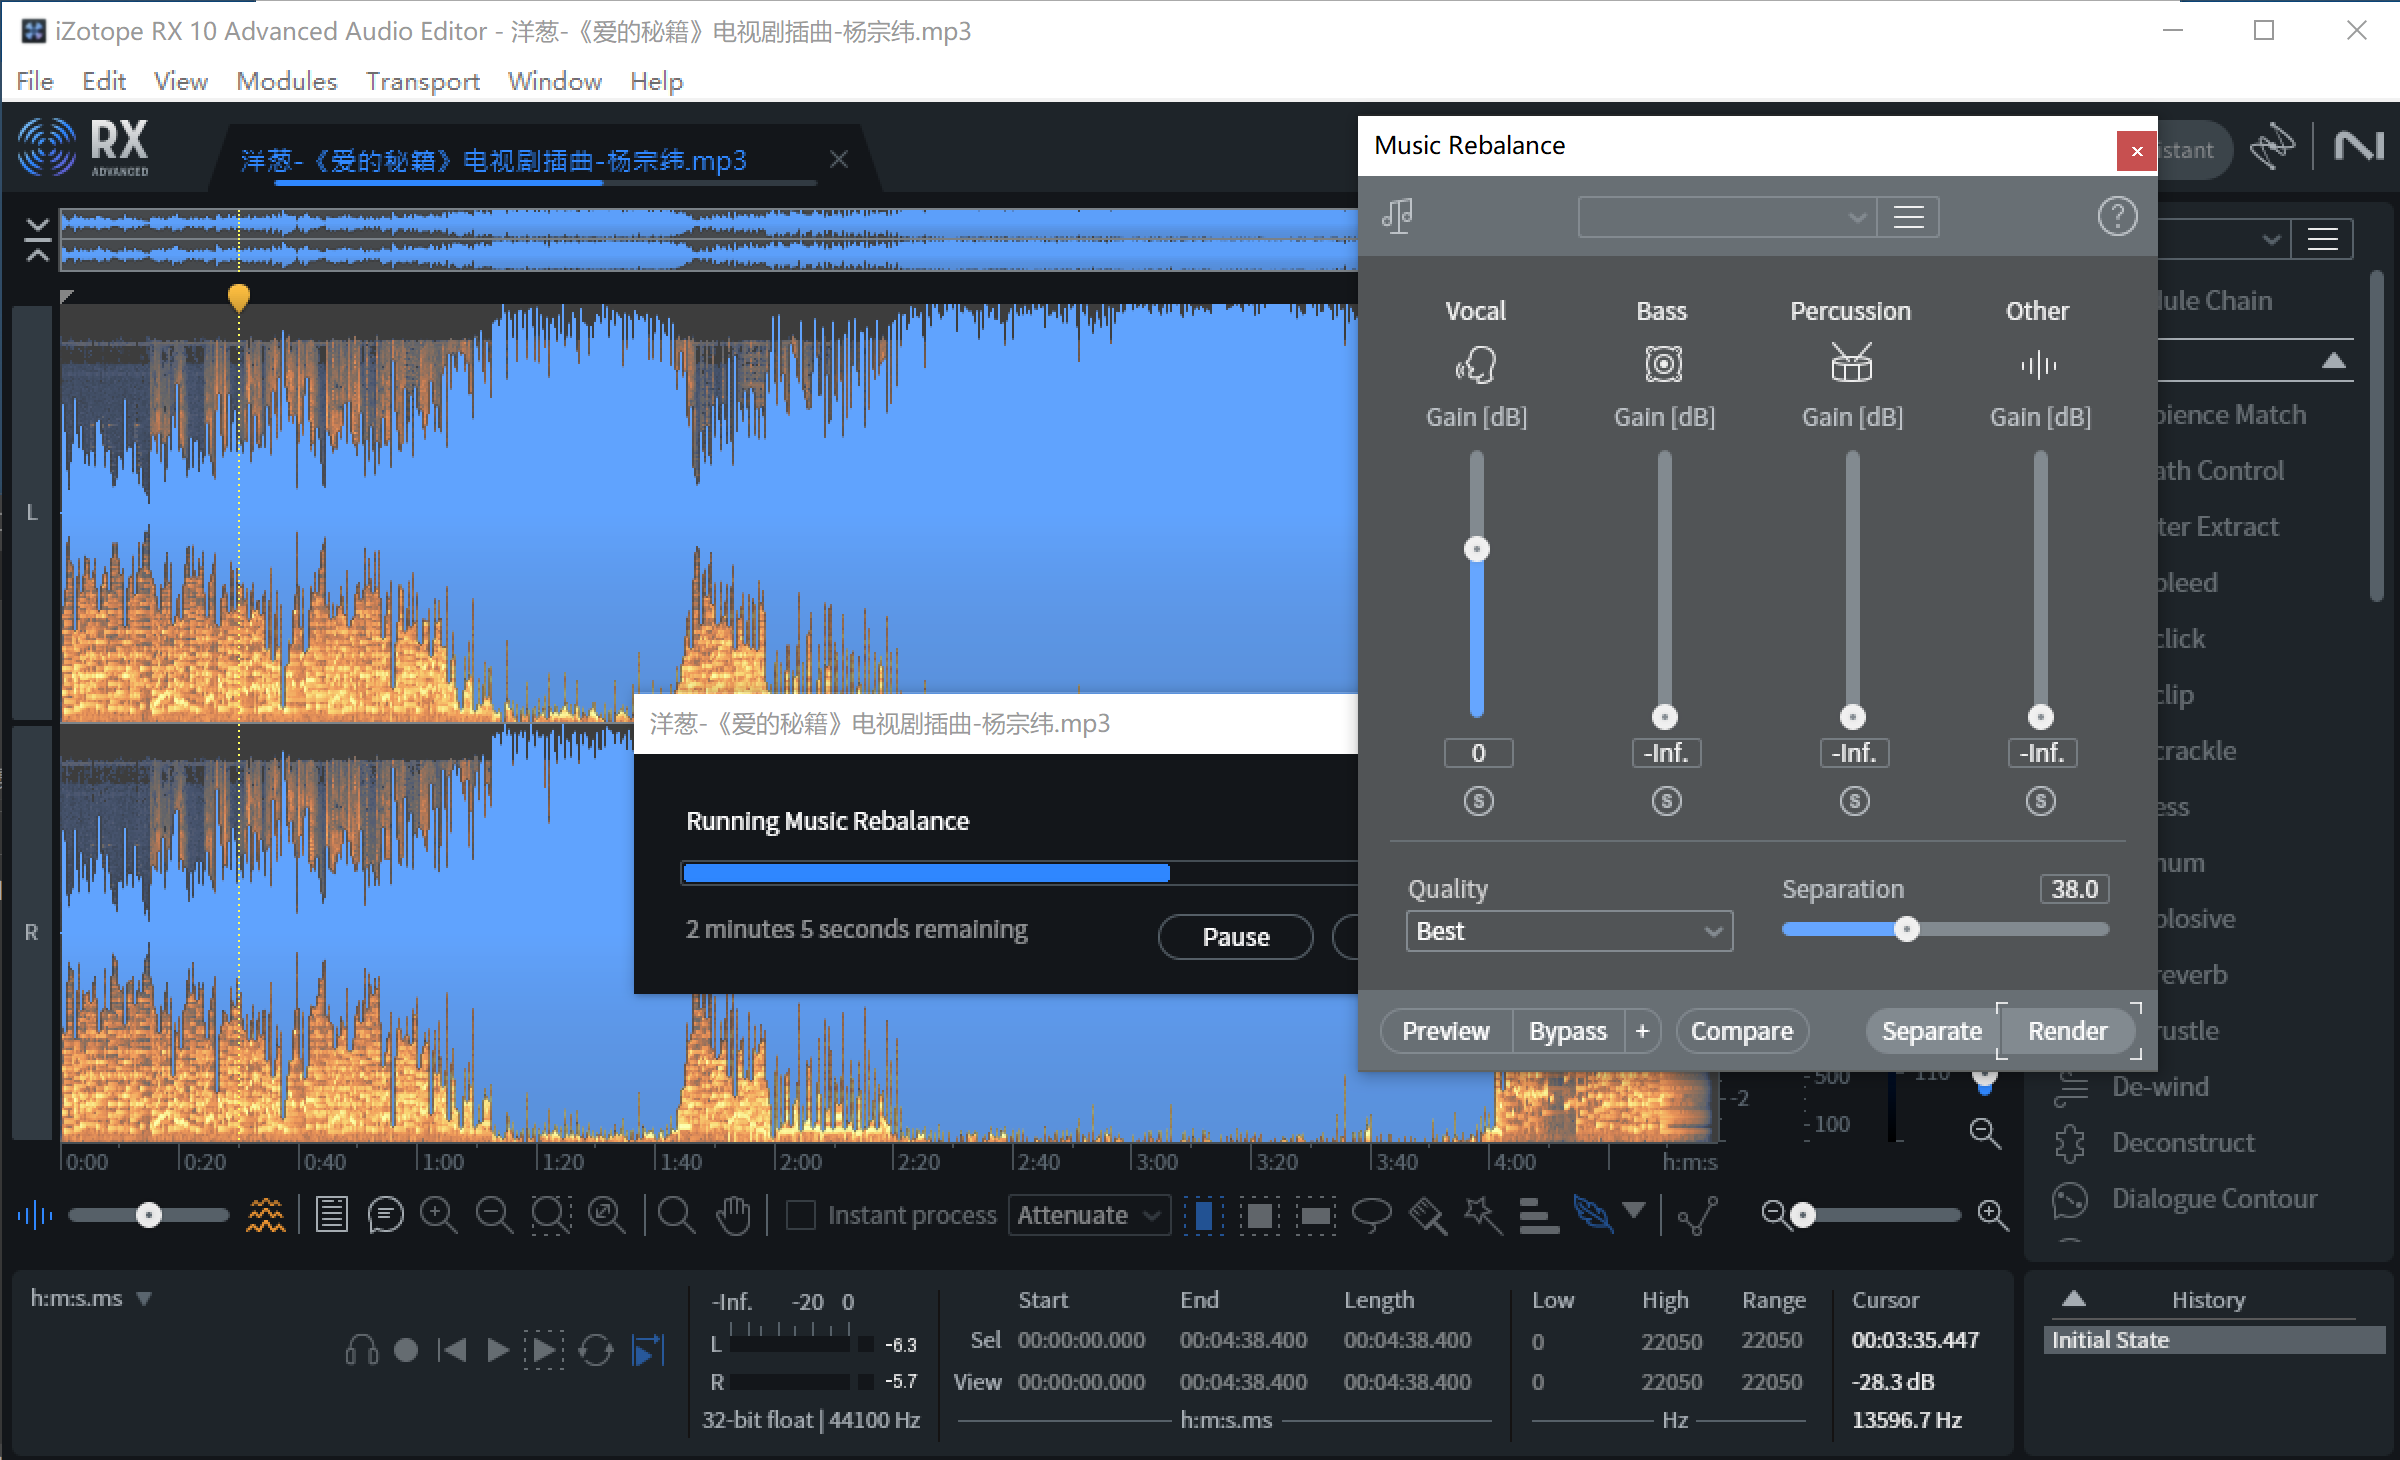 iZotope RX 10 Advanced Audio Editor - 洋葱-《爱的秘籍》电视剧插曲-杨宗纬.mp3
File Edit View Modules Transport Window Help
RX
ADVANCED
洋葱-《爱的秘籍》电视剧插曲-杨宗纬.mp3
Music Rebalance
istant
Vocal Bass Percussion Other
Gain [dB] Gain [dB] Gain [dB] Gain [dB]
0 -Inf. -Inf. -Inf.
S S S S
Quality
Best
Separation 38.0
Preview Bypass + Compare Separate Render
dule Chain
bience Match
ath Control
ter Extract
bleed
click
clip
crackle
ess
hum
plosive
reverb
rustle
De-wind
Deconstruct
Dialogue Contour
L
R
洋葱-《爱的秘籍》电视剧插曲-杨宗纬.mp3
Running Music Rebalance
2 minutes 5 seconds remaining
Pause
-2
-500
-100
110
0:00 0:20 0:40 1:00 1:20 1:40 2:00 2:20 2:40 3:00 3:20 3:40 4:00 h:m:s
Instant process Attenuate
h:m:s.ms
-Inf. -20 0
L -6.3
R -5.7
32-bit float | 44100 Hz
Start End Length
Sel 00:00:00.000 00:04:38.400 00:04:38.400
View 00:00:00.000 00:04:38.400 00:04:38.400
h:m:s.ms
Low High Range
0 22050 22050
0 22050 22050
Hz
Cursor
00:03:35.447
-28.3 dB
13596.7 Hz
History
Initial State